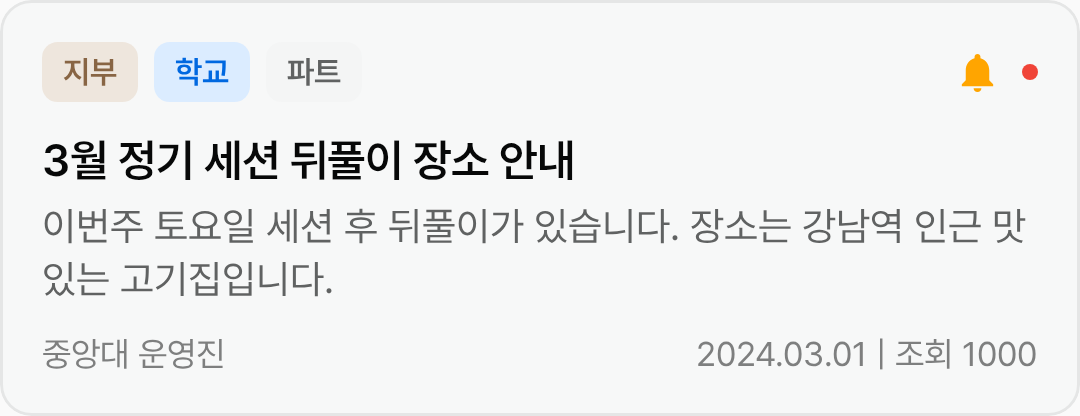 지부 학교 파트
3월 정기 세션 뒤풀이 장소 안내
이번주 토요일 세션 후 뒤풀이가 있습니다. 장소는 강남역 인근 맛
있는 고기집입니다.
중앙대 운영진 2024.03.01 | 조회 1000